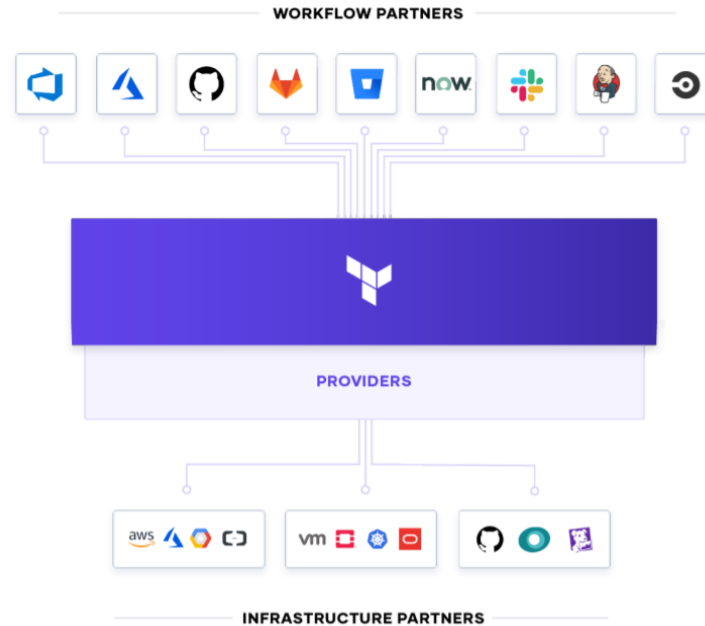 WORKFLOW PARTNERS
now
PROVIDERS
aws
vm
INFRASTRUCTURE PARTNERS